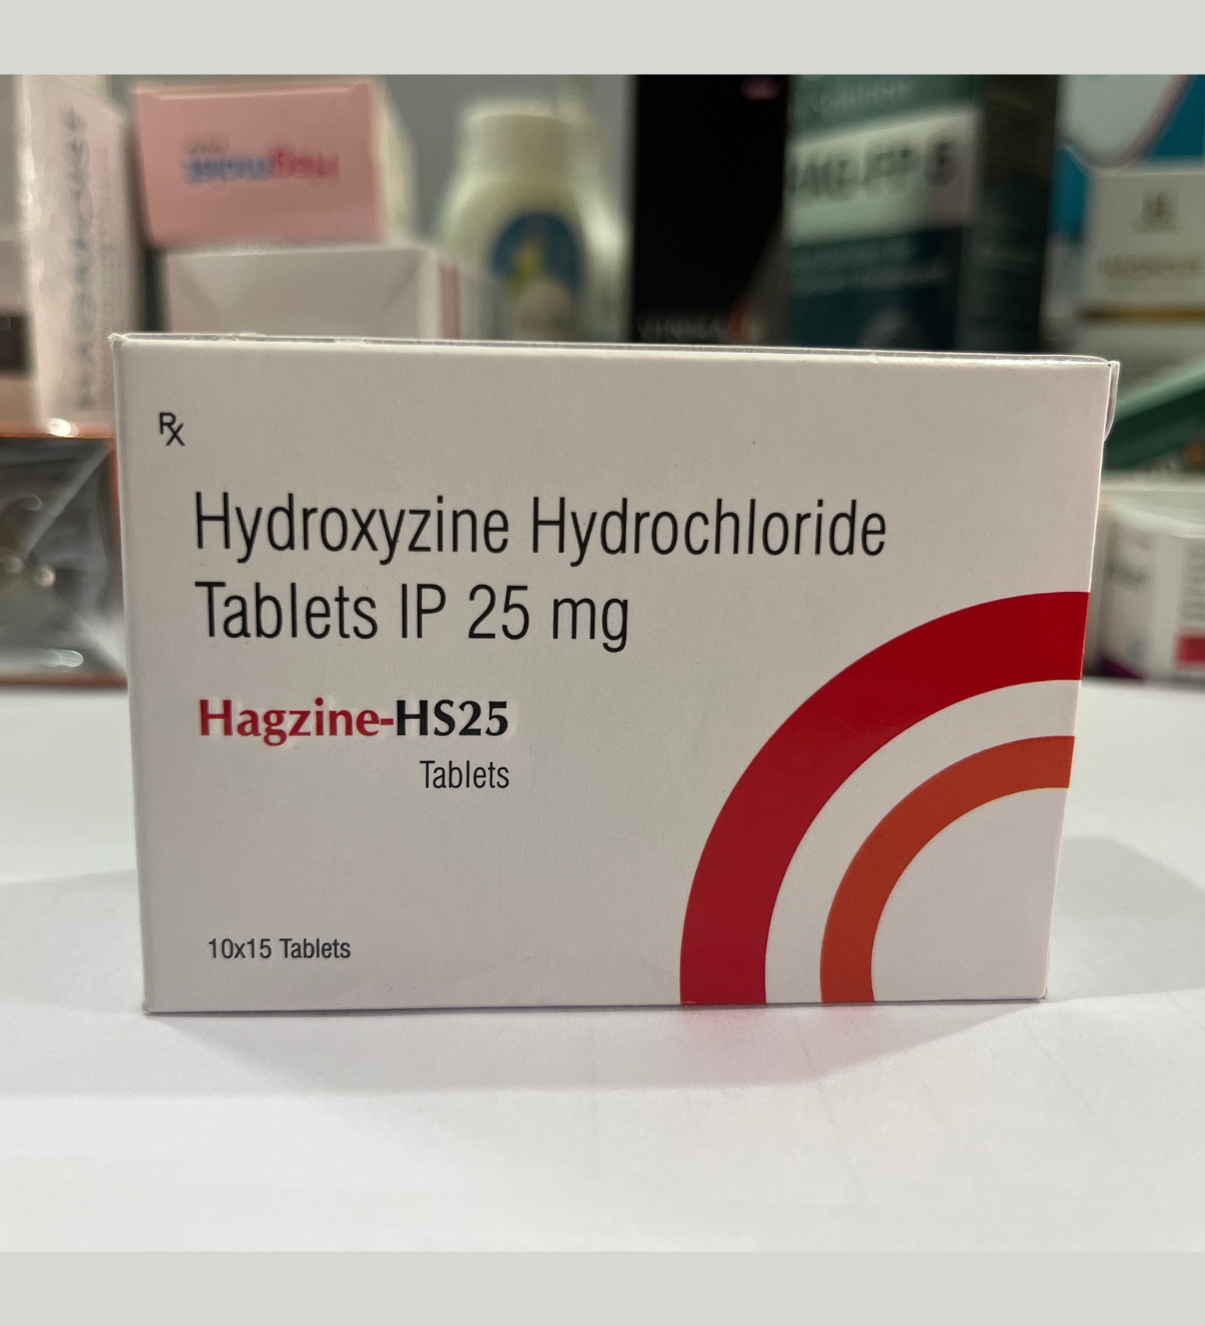 Rx
Hydroxyzine Hydrochloride
Tablets IP 25 mg
Hagzine-HS25
Tablets
10x15 Tablets